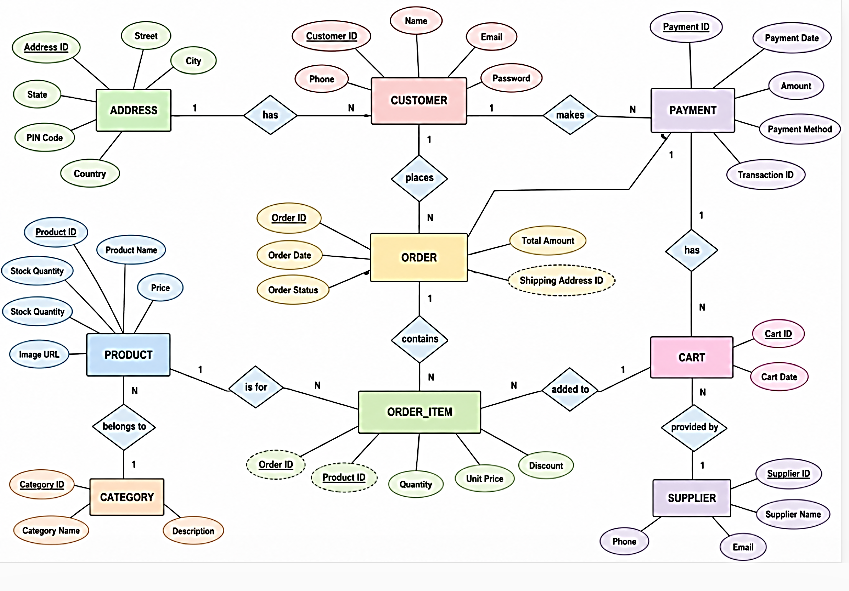 Name
Payment ID
Customer ID
Street
Email
Payment Date
Address ID
City
Phone
Password
Amount
State
ADDRESS
CUSTOMER
PAYMENT
1
has
N
1
makes
N
PIN Code
Payment Method
1
1
Country
places
Transaction ID
Order ID
N
1
Product ID
Product Name
Total Amount
has
Order Date
ORDER
Stock Quantity
Shipping Address ID
Price
Order Status
1
N
Stock Quantity
Cart ID
contains
Image URL
PRODUCT
CART
1
N
Cart Date
is for
N
N
added to
1
N
N
ORDER_ITEM
belongs to
provided by
1
Order ID
Product ID
Quantity
Unit Price
Discount
1
Category ID
CATEGORY
SUPPLIER
Supplier ID
Supplier Name
Category Name
Description
Phone
Email